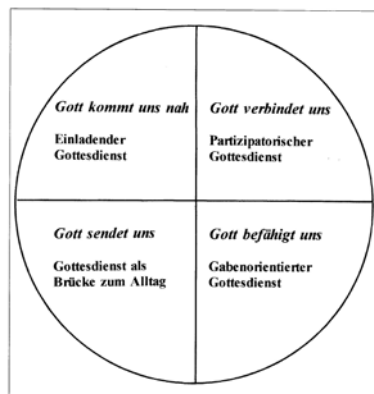 Gott kommt uns nah
Einladender
Gottesdienst
Gott verbindet uns
Partizipatorischer
Gottesdienst
Gott sendet uns
Gottesdienst als
Brücke zum Alltag
Gott befähigt uns
Gabenorientierter
Gottesdienst